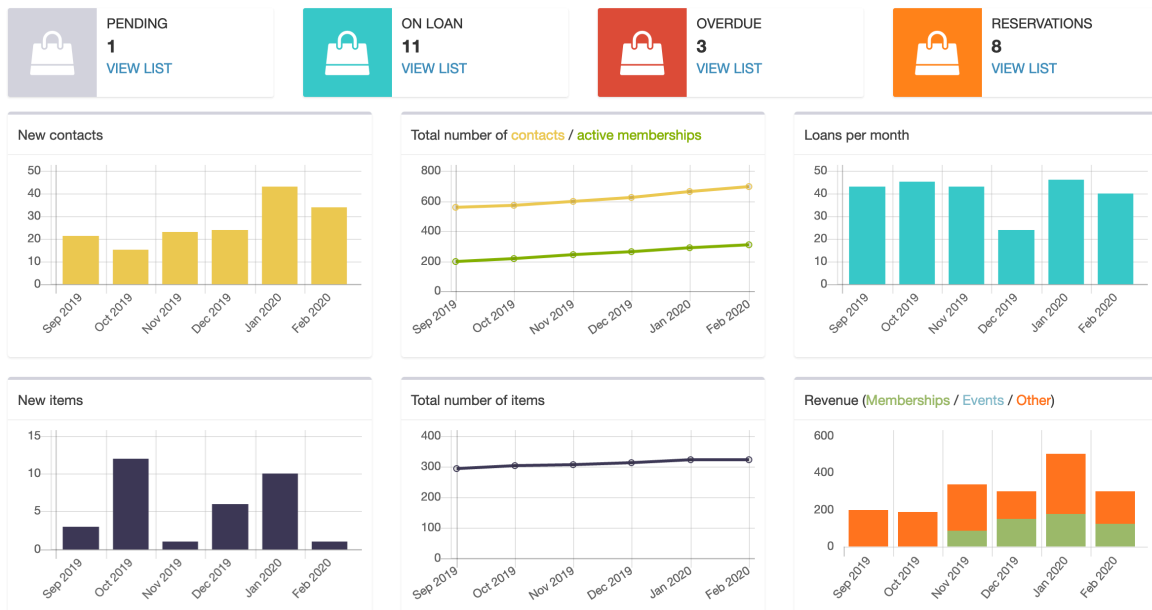 PENDING
1
VIEW LIST
ON LOAN
11
VIEW LIST
OVERDUE
3
VIEW LIST
RESERVATIONS
8
VIEW LIST
New contacts
50
40
30
20
10
0
Sep 2019
Oct 2019
Nov 2019
Dec 2019
Jan 2020
Feb 2020
Total number of contacts / active memberships
800
600
400
200
0
Sep 2019
Oct 2019
Nov 2019
Dec 2019
Jan 2020
Feb 2020
Loans per month
50
40
30
20
10
0
Sep 2019
Oct 2019
Nov 2019
Dec 2019
Jan 2020
Feb 2020
New items
15
10
5
0
Sep 2019
Oct 2019
Nov 2019
Dec 2019
Jan 2020
Feb 2020
Total number of items
400
300
200
100
0
Sep 2019
Oct 2019
Nov 2019
Dec 2019
Jan 2020
Feb 2020
Revenue (Memberships / Events / Other)
600
400
200
0
Sep 2019
Oct 2019
Nov 2019
Dec 2019
Jan 2020
Feb 2020